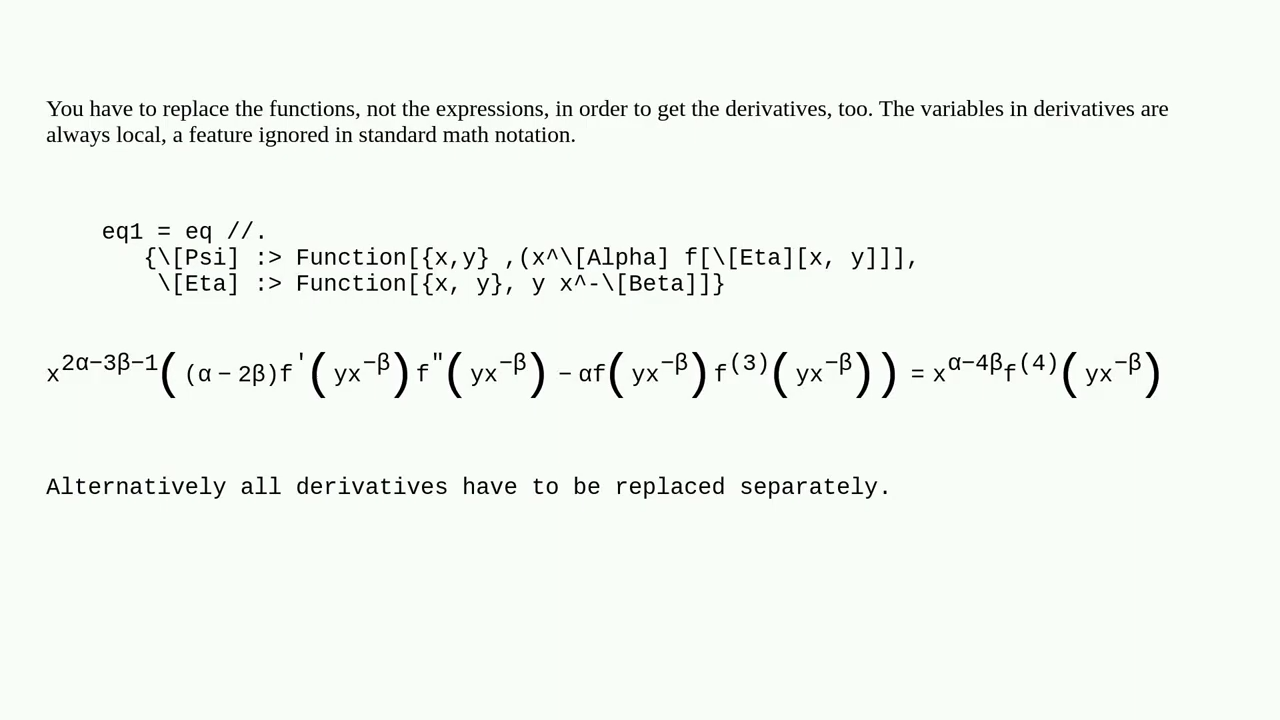 You have to replace the functions, not the expressions, in order to get the derivatives, too. The variables in derivatives are
always local, a feature ignored in standard math notation.
eq1 = eq //.
{\[Psi] :> Function[{x,y} ,(x^\[Alpha] f[\[Eta][x, y]]],
\[Eta] :> Function[{x, y}, y x^-\[Beta]]}
x^{2α−3β−1}((α − 2β)f^{'}(yx^{−β})f^{"}(yx^{−β}) − αf(yx^{−β})f^{(3)}(yx^{−β})) = x^{α−4β}f^{(4)}(yx^{−β})
Alternatively all derivatives have to be replaced separately.